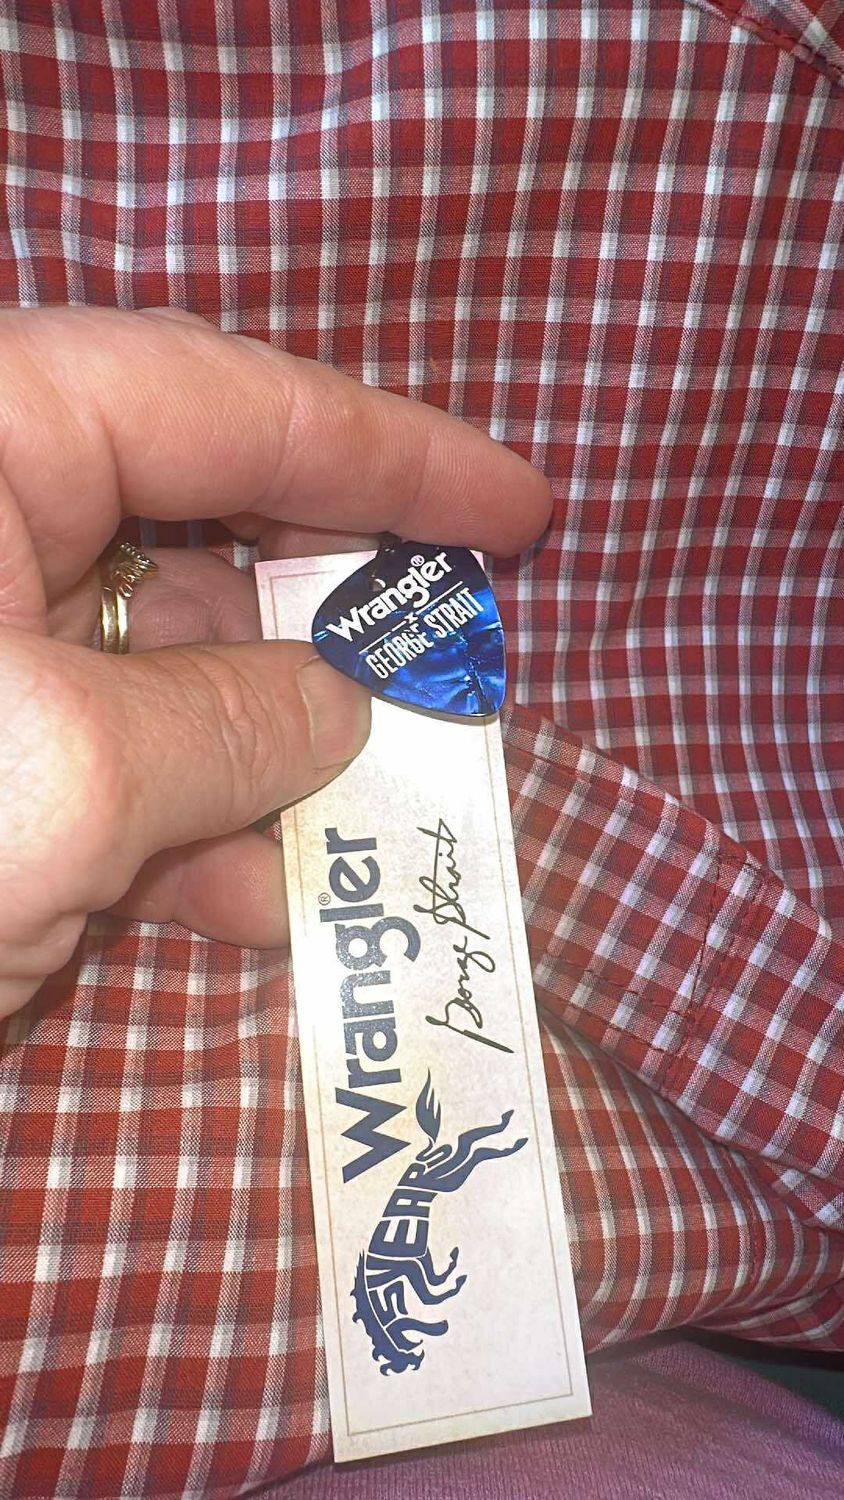 Wrangler®
X
GEORGE STRAIT
Wrangler®
George Strait
75 YEARS